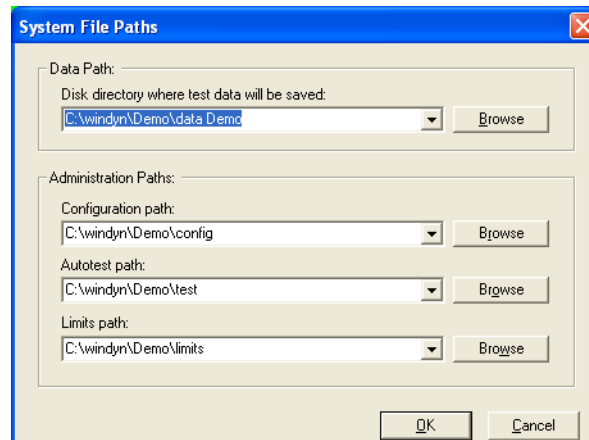 System File Paths
Data Path:
Disk directory where test data will be saved:
C:\windyn\Demo\data Demo
Browse
Administration Paths:
Configuration path:
C:\windyn\Demo\config
Browse
Autotest path:
C:\windyn\Demo\test
Browse
Limits path:
C:\windyn\Demo\limits
Browse
OK Cancel